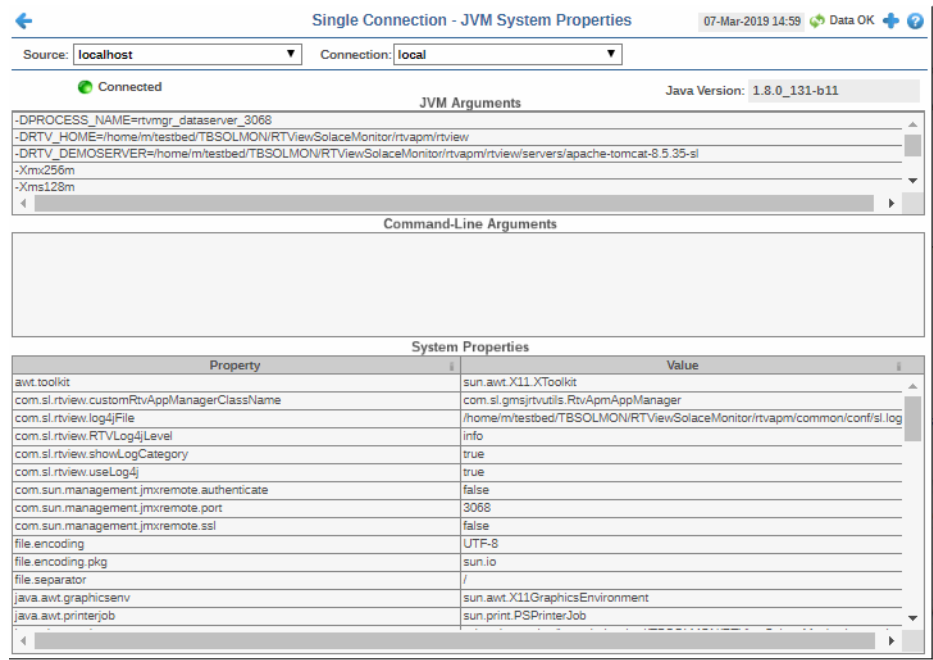 Single Connection - JVM System Properties 07-Mar-2019 14:59 Data OK
Source: localhost Connection: local
Connected Java Version: 1.8.0_131-b11
JVM Arguments
-DPROCESS_NAME=rtvmgr_dataserver_3068
-DRTV_HOME=/home/m/testbed/TBSOLMON/RTViewSolaceMonitor/rtvapm/rtview
-DRTV_DEMOSERVER=/home/m/testbed/TBSOLMON/RTViewSolaceMonitor/rtvapm/rtview/servers/apache-tomcat-8.5.35-sl
-Xmx256m
-Xms128m
Command-Line Arguments
System Properties
Property Value
awt.toolkit sun.awt.X11.XToolkit
com.sl.rtview.customRtvAppManagerClassName com.sl.gmsjrtvutils.RtvApmAppManager
com.sl.rtview.log4jFile /home/m/testbed/TBSOLMON/RTViewSolaceMonitor/rtvapm/common/conf/sl.log
com.sl.rtview.RTVLog4jLevel info
com.sl.rtview.showLogCategory true
com.sl.rtview.useLog4j true
com.sun.management.jmxremote.authenticate false
com.sun.management.jmxremote.port 3068
com.sun.management.jmxremote.ssl false
file.encoding UTF-8
file.encoding.pkg sun.io
file.separator /
java.awt.graphicsenv sun.awt.X11GraphicsEnvironment
java.awt.printerjob sun.print.PSPrinterJob